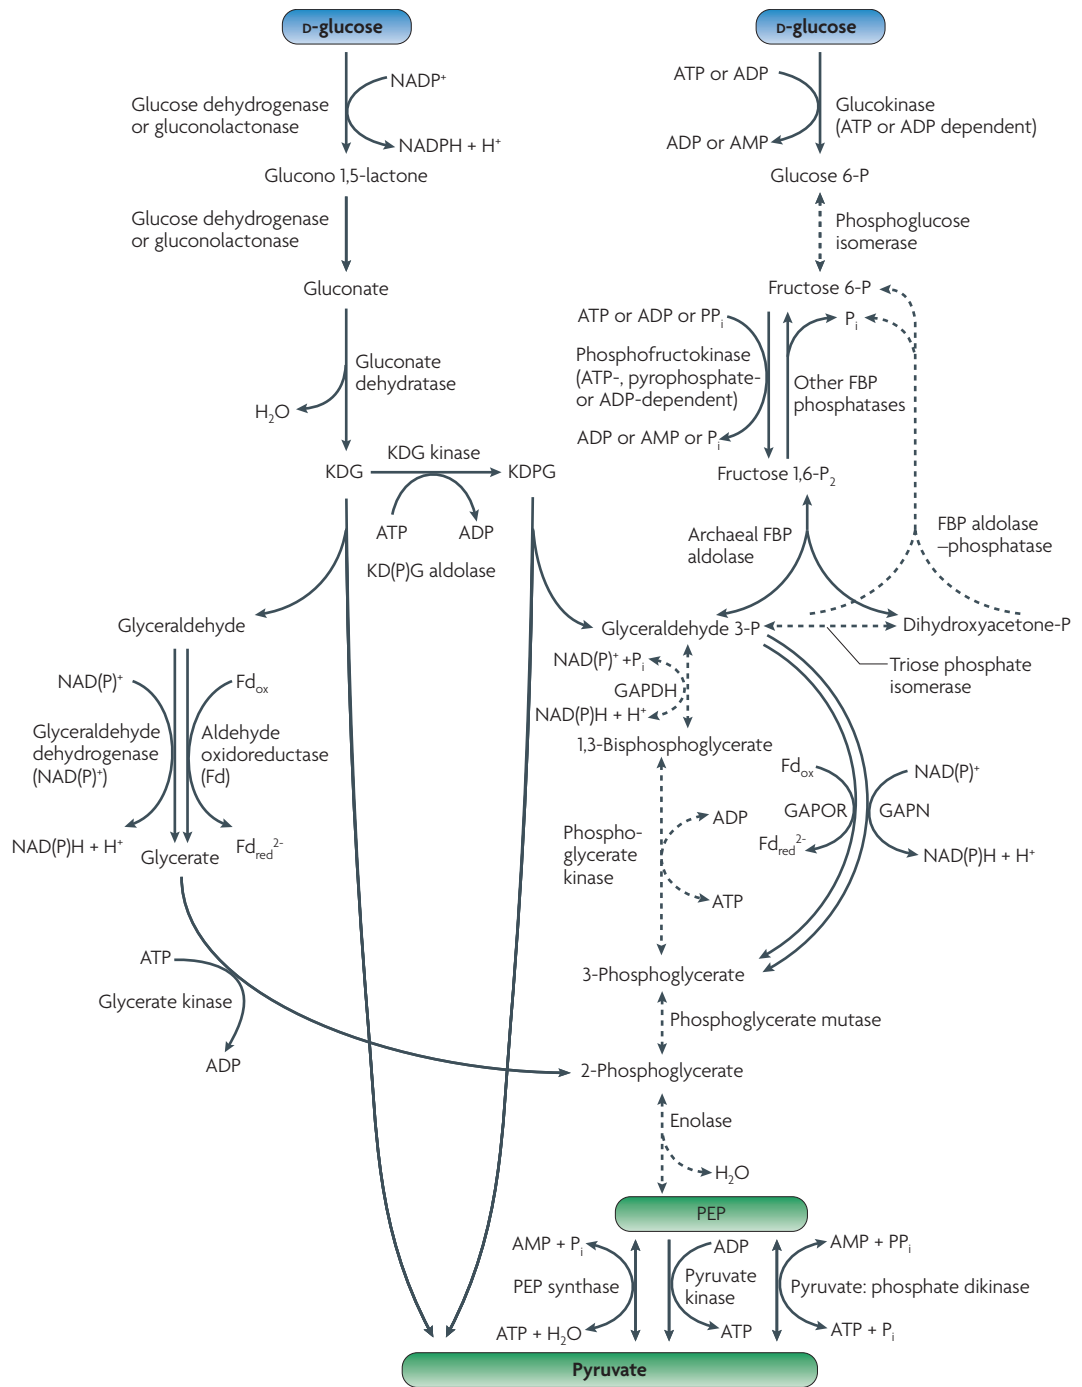 D-glucose
NADP⁺
Glucose dehydrogenase
or gluconolactonase
NADPH + H⁺
Glucono 1,5-lactone
Glucose dehydrogenase
or gluconolactonase
Gluconate
Gluconate
dehydratase
H₂O
KDG
KDG kinase
KDPG
ATP
ADP
KD(P)G aldolase
Glyceraldehyde
NAD(P)⁺
Fd_ox
Glyceraldehyde
dehydrogenase
(NAD(P)⁺)
Aldehyde
oxidoreductase
(Fd)
NAD(P)H + H⁺
Glycerate
Fd_red²⁻
ATP
Glycerate kinase
ADP
D-glucose
ATP or ADP
Glucokinase
(ATP or ADP dependent)
ADP or AMP
Glucose 6-P
Phosphoglucose
isomerase
Fructose 6-P
ATP or ADP or PPᵢ
Pᵢ
Phosphofructokinase
(ATP-, pyrophosphate-
or ADP-dependent)
Other FBP
phosphatases
ADP or AMP or Pᵢ
Fructose 1,6-P₂
Archaeal FBP
aldolase
FBP aldolase
–phosphatase
Glyceraldehyde 3-P
Dihydroxyacetone-P
Triose phosphate
isomerase
NAD(P)⁺ +Pᵢ
GAPDH
NAD(P)H + H⁺
1,3-Bisphosphoglycerate
Fd_ox
NAD(P)⁺
GAPOR
GAPN
Fd_red²⁻
NAD(P)H + H⁺
ADP
Phospho-
glycerate
kinase
ATP
3-Phosphoglycerate
Phosphoglycerate mutase
2-Phosphoglycerate
Enolase
H₂O
PEP
AMP + Pᵢ
PEP synthase
ATP + H₂O
ADP
Pyruvate
kinase
ATP
AMP + PPᵢ
Pyruvate: phosphate dikinase
ATP + Pᵢ
Pyruvate